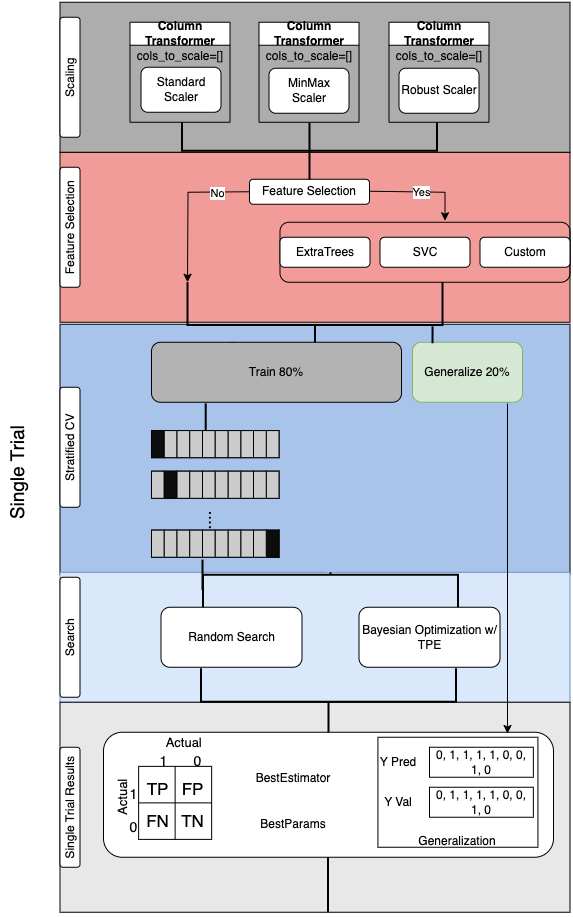 Single Trial
Scaling
Column
Transformer
cols_to_scale=[]
Standard
Scaler
Column
Transformer
cols_to_scale=[]
MinMax
Scaler
Column
Transformer
cols_to_scale=[]
Robust Scaler
Feature Selection
Feature Selection
No
Yes
ExtraTrees
SVC
Custom
Stratified CV
Train 80%
Generalize 20%
Search
Random Search
Bayesian Optimization w/
TPE
Single Trial Results
Actual
1 0
Actual
1
0
TP FP
FN TN
BestEstimator
BestParams
Y Pred
0, 1, 1, 1, 1, 0, 0,
1, 0
Y Val
0, 1, 1, 1, 1, 0, 0,
1, 0
Generalization